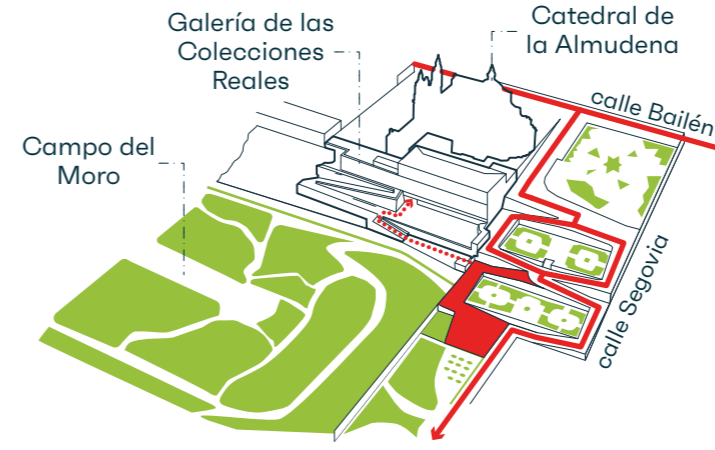 Galería de las
Colecciones
Reales
Catedral de
la Almudena
calle Bailén
Campo del
Moro
calle Segovia